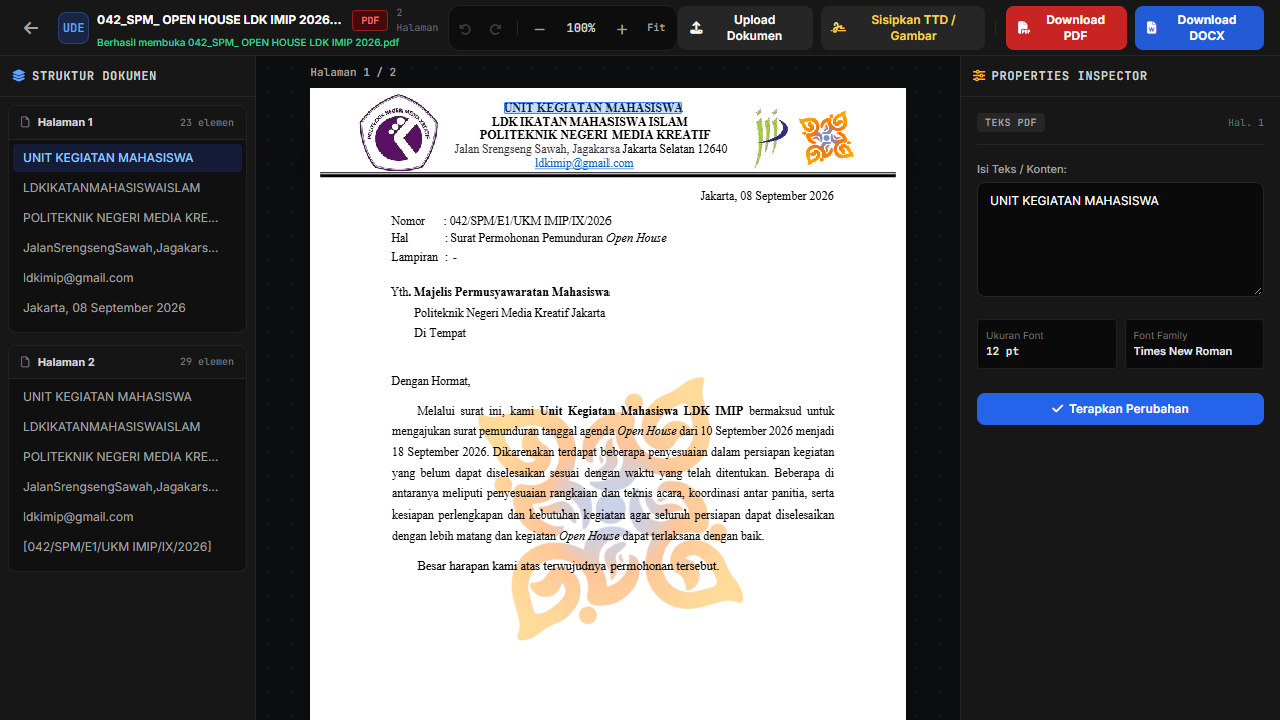 UDE
042_SPM_ OPEN HOUSE LDK IMIP 2026...
PDF
2
Halaman
Berhasil membuka 042_SPM_ OPEN HOUSE LDK IMIP 2026.pdf
100%
Fit
Upload
Dokumen
Sisipkan TTD /
Gambar
Download
PDF
Download
DOCX
STRUKTUR DOKUMEN
Halaman 1
23 elemen
UNIT KEGIATAN MAHASISWA
LDKIKATANMAHASISWAISLAM
POLITEKNIK NEGERI MEDIA KRE...
JalanSrengsengSawah,Jagakars...
ldkimip@gmail.com
Jakarta, 08 September 2026
Halaman 2
29 elemen
UNIT KEGIATAN MAHASISWA
LDKIKATANMAHASISWAISLAM
POLITEKNIK NEGERI MEDIA KRE...
JalanSrengsengSawah,Jagakars...
ldkimip@gmail.com
[042/SPM/E1/UKM IMIP/IX/2026]
Halaman 1 / 2
POLITEKNIK NEGERI MEDIA KREATIF
UNIT KEGIATAN MAHASISWA
LDK IKATAN MAHASISWA ISLAM
POLITEKNIK NEGERI MEDIA KREATIF
Jalan Srengseng Sawah, Jagakarsa Jakarta Selatan 12640
ldkimip@gmail.com
Jakarta, 08 September 2026
Nomor : 042/SPM/E1/UKM IMIP/IX/2026
Hal : Surat Permohonan Pemunduran Open House
Lampiran : -
Yth. Majelis Permusyawaratan Mahasiswa
Politeknik Negeri Media Kreatif Jakarta
Di Tempat
Dengan Hormat,
Melalui surat ini, kami Unit Kegiatan Mahasiswa LDK IMIP bermaksud untuk
mengajukan surat pemunduran tanggal agenda Open House dari 10 September 2026 menjadi
18 September 2026. Dikarenakan terdapat beberapa penyesuaian dalam persiapan kegiatan
yang belum dapat diselesaikan sesuai dengan waktu yang telah ditentukan. Beberapa di
antaranya meliputi penyesuaian rangkaian dan teknis acara, koordinasi antar panitia, serta
kesiapan perlengkapan dan kebutuhan kegiatan agar seluruh persiapan dapat diselesaikan
dengan lebih matang dan kegiatan Open House dapat terlaksana dengan baik.
Besar harapan kami atas terwujudnya permohonan tersebut.
PROPERTIES INSPECTOR
TEKS PDF
Hal. 1
Isi Teks / Konten:
UNIT KEGIATAN MAHASISWA
Ukuran Font
12 pt
Font Family
Times New Roman
Terapkan Perubahan